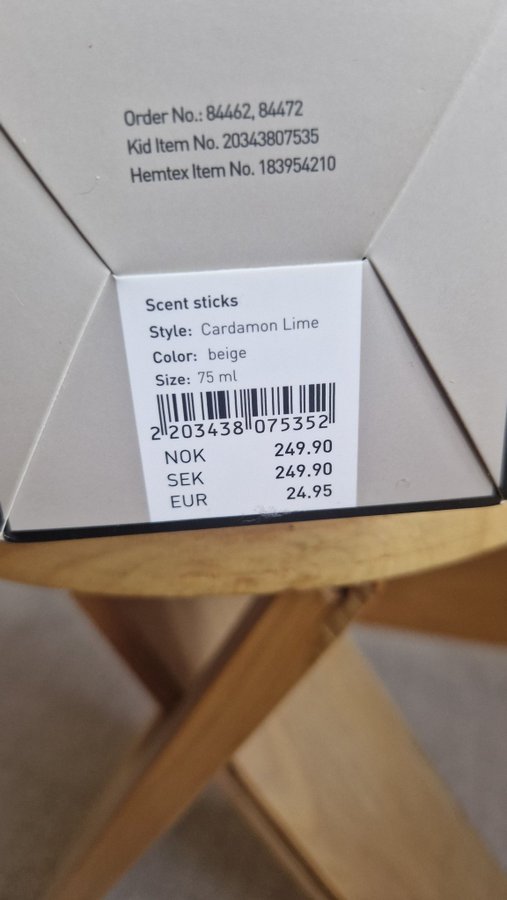 Order No.: 84462, 84472
Kid Item No. 20343807535
Hemtex Item No. 183954210
Scent sticks
Style: Cardamon Lime
Color: beige
Size: 75 ml
2 203438 075352
NOK 249.90
SEK 249.90
EUR 24.95